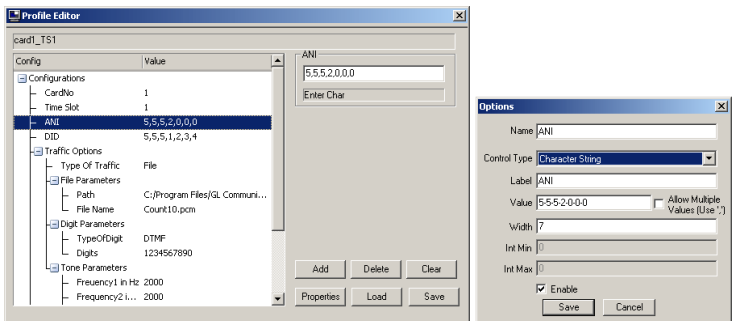 Profile Editor
card1_TS1
Config Value
Configurations
CardNo 1
Time Slot 1
ANI 5,5,5,2,0,0,0
DID 5,5,5,1,2,3,4
Traffic Options
Type Of Traffic File
File Parameters
Path C:/Program Files/GL Communi...
File Name Count10.pcm
Digit Parameters
TypeOfDigit DTMF
Digits 1234567890
Tone Parameters
Freuency1 in Hz 2000
Frequency2 i... 2000
ANI
5,5,5,2,0,0,0
Enter Char
Add Delete Clear
Properties Load Save
Options
Name ANI
Control Type Character String
Label ANI
Value 5-5-5-2-0-0-0 Allow Multiple
Values (Use ',')
Width 7
Int Min 0
Int Max 0
Enable
Save Cancel